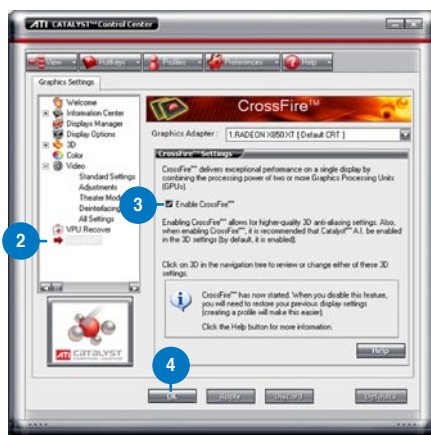 ATI CATALYST™ Control Center
View
Hotkeys
Profiles
Preferences
Help
Graphics Settings
Welcome
Information Center
Displays Manager
Display Options
3D
Color
Video
Standard Settings
Adjustments
Theater Mode
Deinterlacing
All Settings
VPU Recover
2
ATI CATALYST
CrossFire™
Graphics Adapter :
1.RADEON X850 XT [ Default CRT ]
CrossFire™ Settings
CrossFire™ delivers exceptional performance on a single display by
combining the processing power of two or more Graphics Processing Units
(GPUs).
3
Enable CrossFire™
Enabling CrossFire™ allows for higher-quality 3D anti-aliasing settings. Also,
when enabling CrossFire™, it is recommended that Catalyst™ A.I. be enabled
in the 3D settings (by default, it is enabled).
Click on 3D in the navigation tree to review or change either of these 3D
settings.
CrossFire™ has now started. When you disable this feature,
you will need to restore your previous display settings
(creating a profile will make this easier).
Click the Help button for more information.
Help
4
OK
Apply
Discard
Defaults